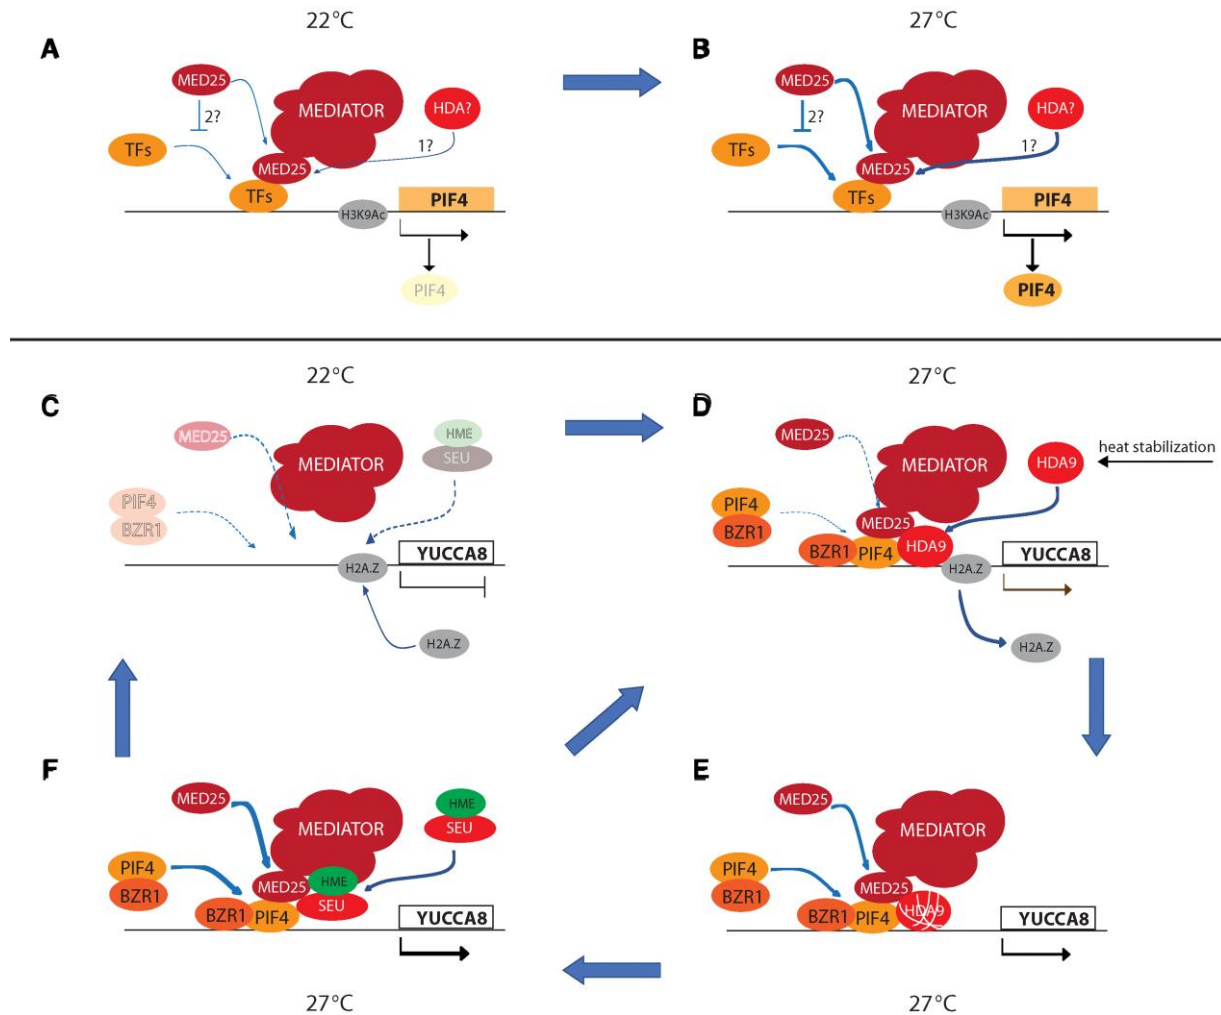 22°C
27°C
A
MED25
MEDIATOR
HDA?
2?
1?
TFs
MED25
TFs
H3K9Ac
PIF4
PIF4
B
MED25
MEDIATOR
HDA?
2?
1?
TFs
MED25
TFs
H3K9Ac
PIF4
PIF4
22°C
27°C
C
MED25
MEDIATOR
HME
SEU
PIF4
BZR1
YUCCA8
H2A.Z
H2A.Z
D
MED25
MEDIATOR
HDA9
heat stabilization
PIF4
BZR1
MED25
BZR1
PIF4
HDA9
YUCCA8
H2A.Z
H2A.Z
F
MED25
MEDIATOR
HME
SEU
PIF4
BZR1
MED25
HME
SEU
BZR1
PIF4
YUCCA8
E
MED25
MEDIATOR
PIF4
BZR1
MED25
BZR1
PIF4
HDA9
YUCCA8
27°C
27°C